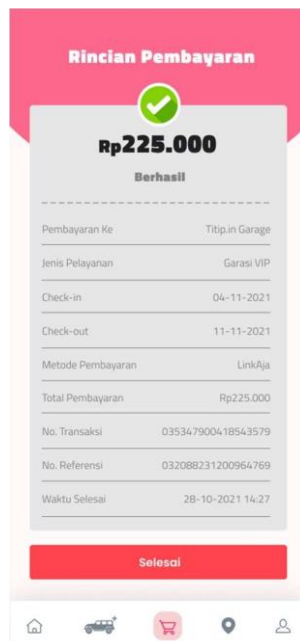 Rincian Pembayaran
Rp225.000
Berhasil
Pembayaran Ke Titip.in Garage
Jenis Pelayanan Garasi VIP
Check-in 04-11-2021
Check-out 11-11-2021
Metode Pembayaran LinkAja
Total Pembayaran Rp225.000
No. Transaksi 035347900418543579
No. Referensi 032088231200964769
Waktu Selesai 28-10-2021 14:27
Selesai